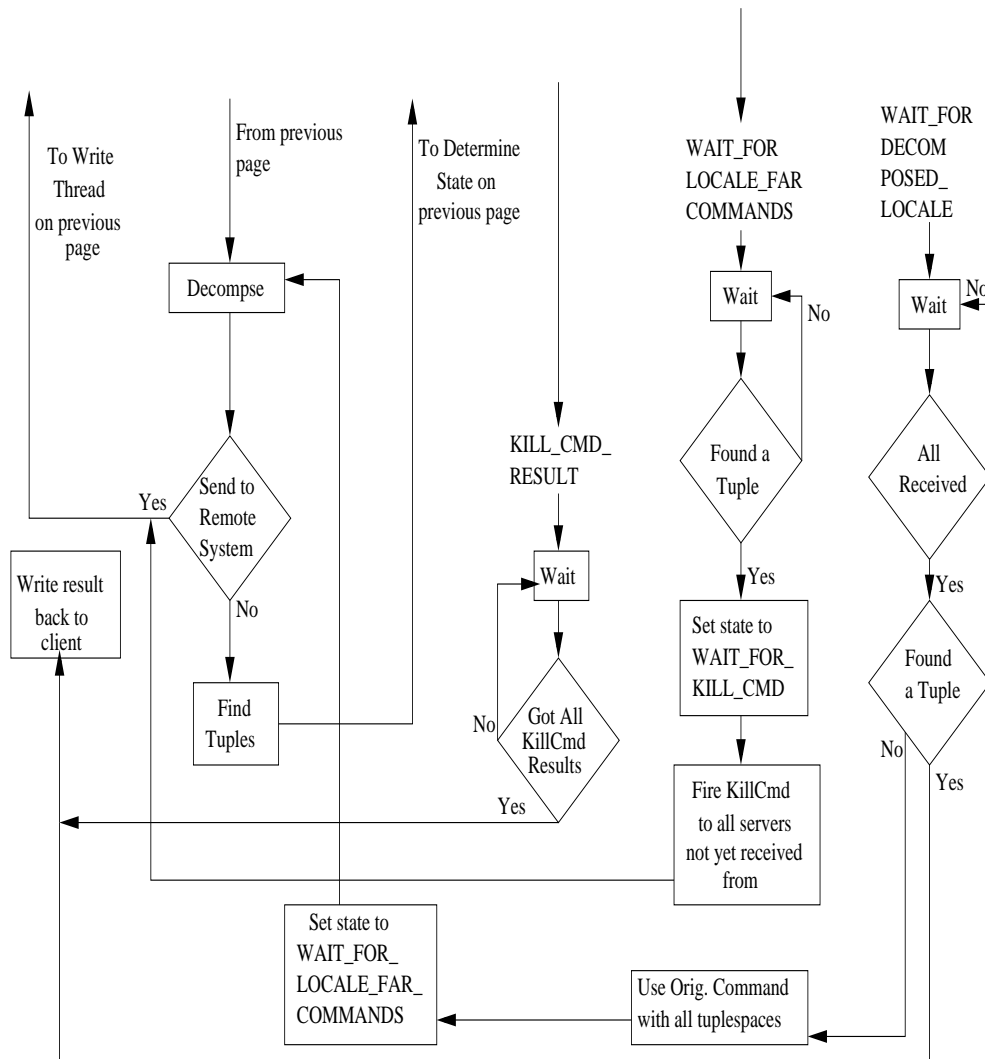 To Write
Thread
on previous
page
From previous
page
To Determine
State on
previous page
WAIT_FOR
LOCALE_FAR
COMMANDS
WAIT_FOR
DECOM
POSED_
LOCALE
Decompse
Wait
No
Wait
No
Send to
Remote
System
Yes
No
KILL_CMD_
RESULT
Found a
Tuple
Yes
All
Received
Yes
Write result
back to
client
Wait
Set state to
WAIT_FOR_
KILL_CMD
Found
a Tuple
No
Yes
Find
Tuples
Got All
KillCmd
Results
No
Yes
Fire KillCmd
to all servers
not yet received
from
Set state to
WAIT_FOR_
LOCALE_FAR_
COMMANDS
Use Orig. Command
with all tuplespaces